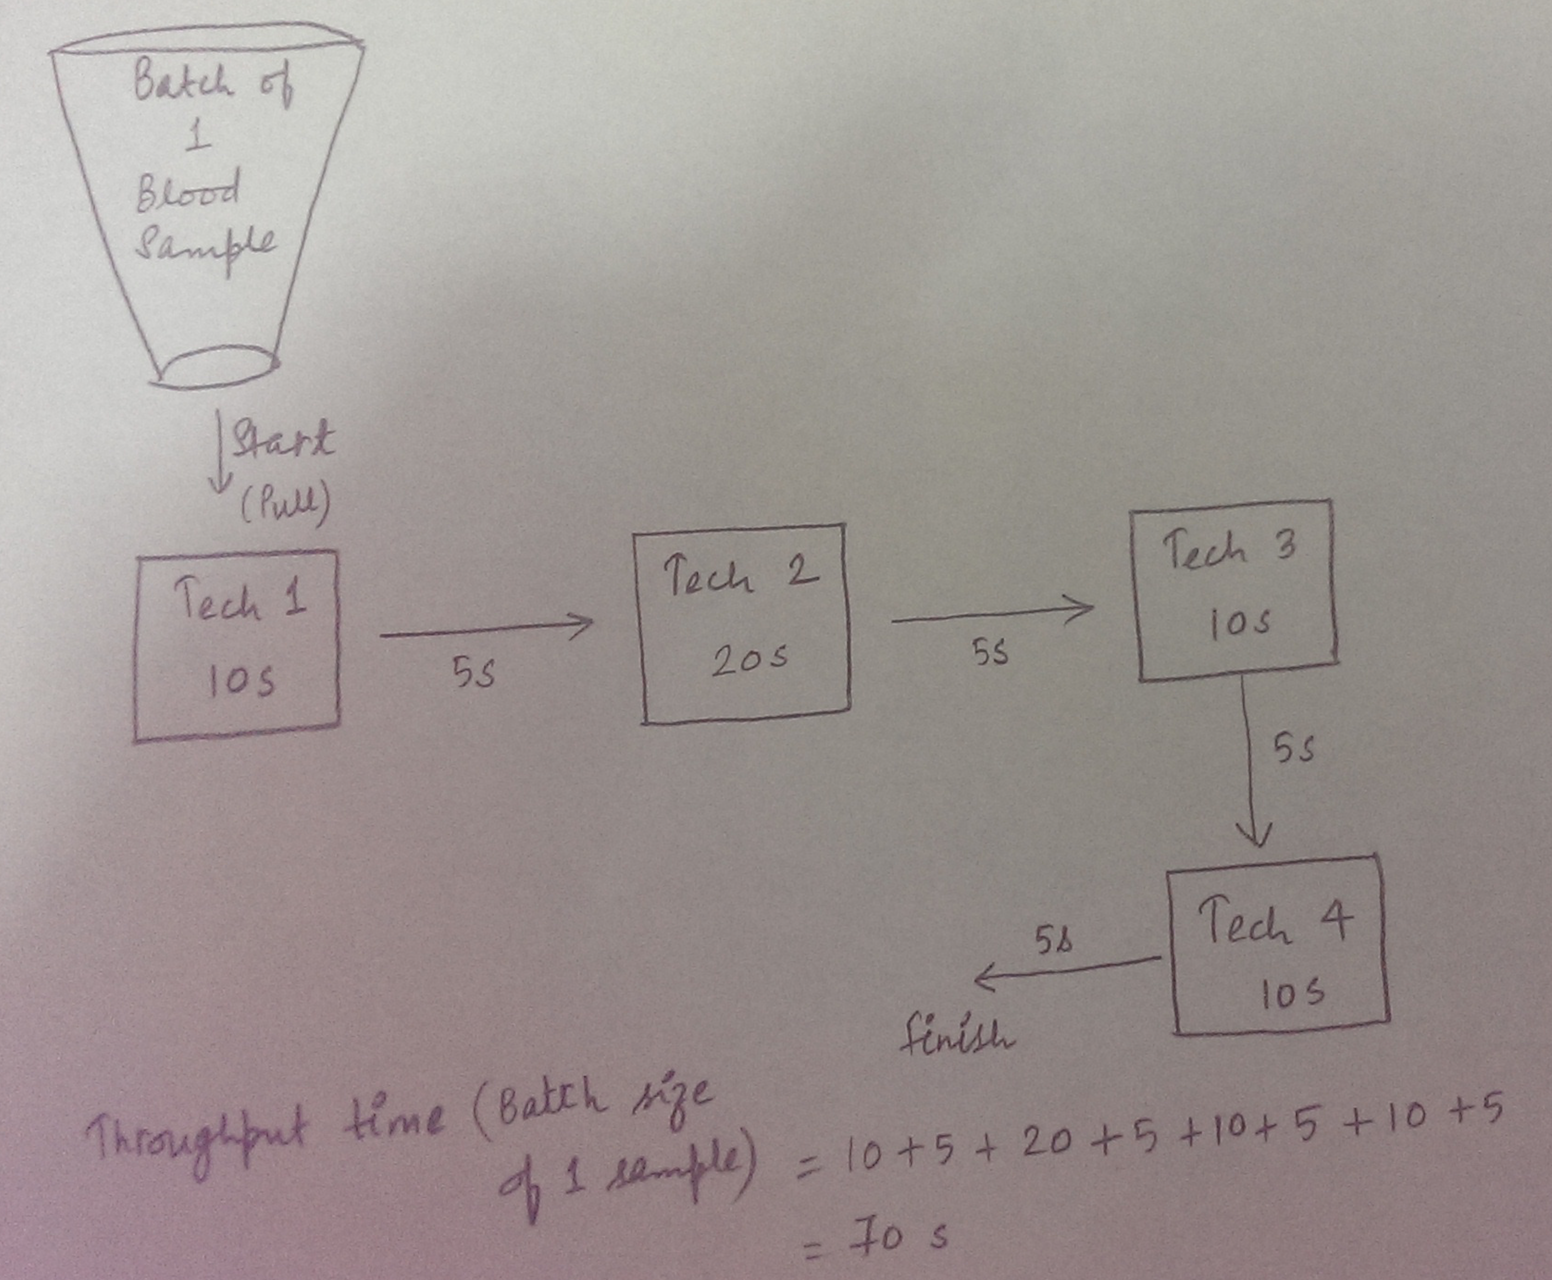 Batch of
1
Blood
Sample
Start
(Pull)
Tech 1
10s
5s
Tech 2
20s
5s
Tech 3
10s
5s
Tech 4
10s
5s
finish
Throughput time (Batch size
of 1 sample) = 10 + 5 + 20 + 5 + 10 + 5 + 10 + 5
= 70 s